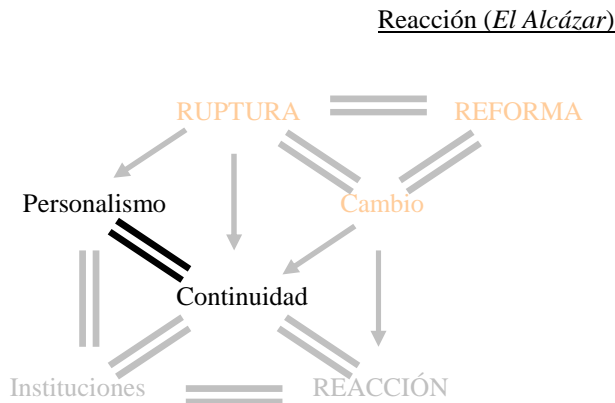 Reacción (El Alcázar)
RUPTURA REFORMA
Personalismo Cambio
Continuidad
Instituciones REACCIÓN